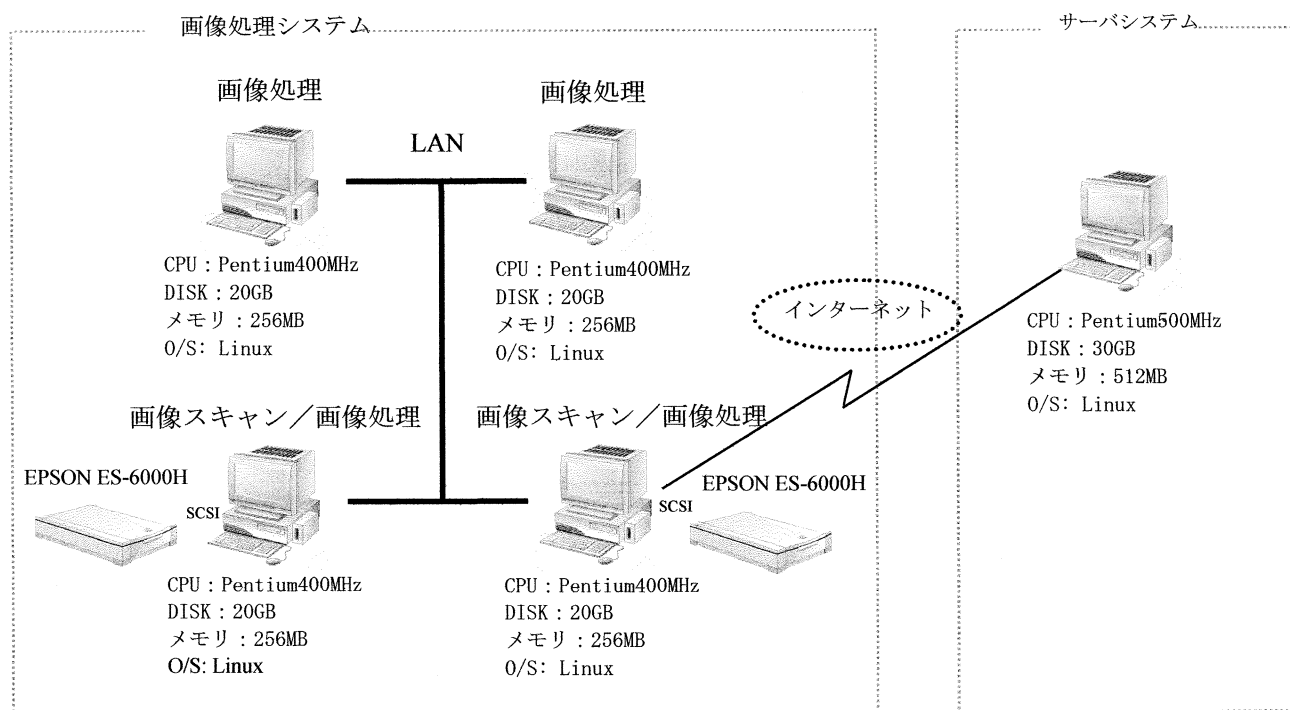 画像処理システム
サーバシステム
画像処理
画像処理
LAN
CPU：Pentium400MHz
DISK：20GB
メモリ：256MB
O/S: Linux
CPU：Pentium400MHz
DISK：20GB
メモリ：256MB
O/S: Linux
インターネット
CPU：Pentium500MHz
DISK：30GB
メモリ：512MB
O/S: Linux
画像スキャン／画像処理
画像スキャン／画像処理
EPSON ES-6000H
SCSI
SCSI
EPSON ES-6000H
CPU：Pentium400MHz
DISK：20GB
メモリ：256MB
O/S: Linux
CPU：Pentium400MHz
DISK：20GB
メモリ：256MB
O/S: Linux